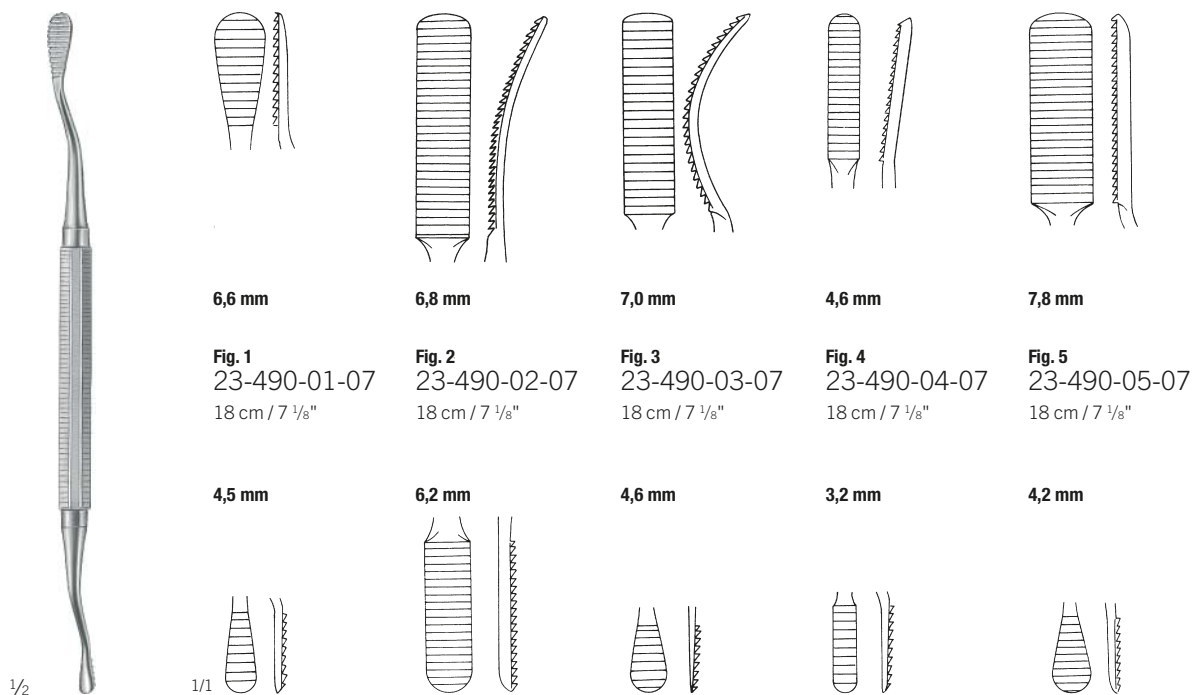 6,6 mm 6,8 mm 7,0 mm 4,6 mm 7,8 mm
Fig. 1 Fig. 2 Fig. 3 Fig. 4 Fig. 5
23-490-01-07 23-490-02-07 23-490-03-07 23-490-04-07 23-490-05-07
18 cm / 7 1/8" 18 cm / 7 1/8" 18 cm / 7 1/8" 18 cm / 7 1/8" 18 cm / 7 1/8"
4,5 mm 6,2 mm 4,6 mm 3,2 mm 4,2 mm
1/2 1/1